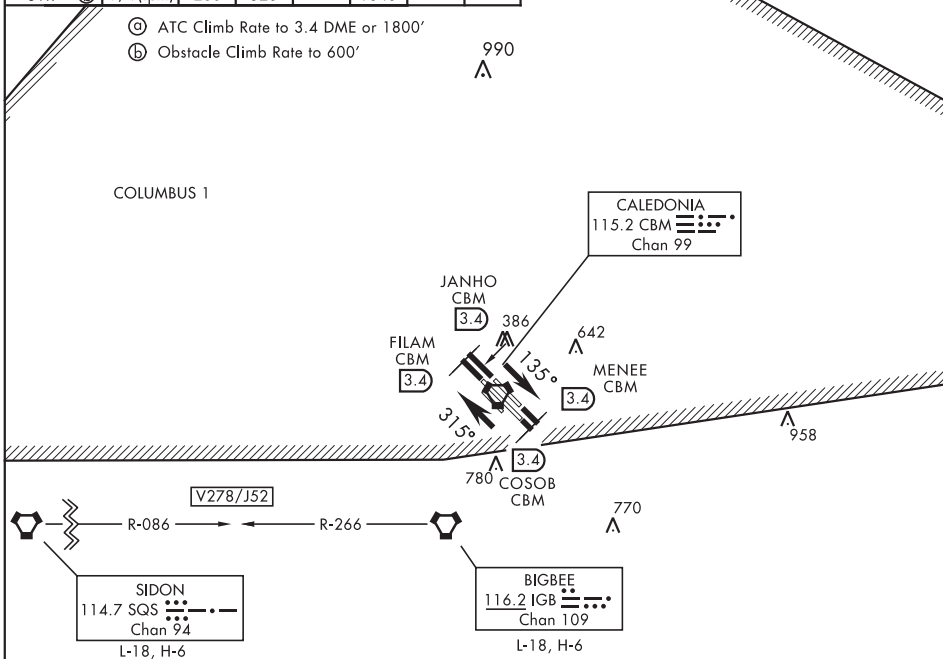 ⓐ ATC Climb Rate to 3.4 DME or 1800'
ⓑ Obstacle Climb Rate to 600'
990
COLUMBUS 1
CALEDONIA
115.2 CBM
Chan 99
JANHO
CBM
3.4
386
642
FILAM
CBM
3.4
135°
MENEE
CBM
3.4
315°
958
780
3.4
COSOB
CBM
V278/J52
R-086
R-266
770
SIDON
114.7 SQS
Chan 94
L-18, H-6
BIGBEE
116.2 IGB
Chan 109
L-18, H-6